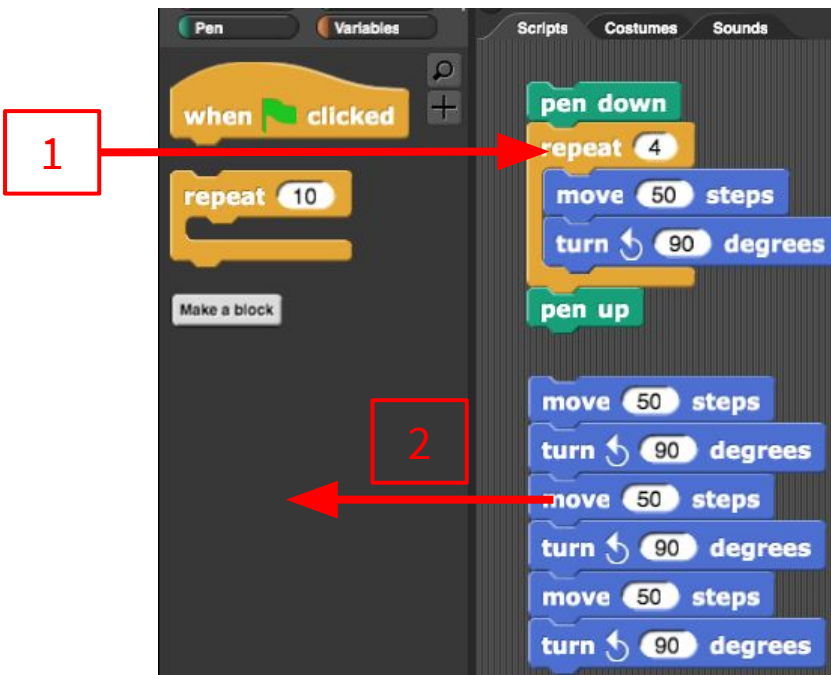 Pen
Variables
Scripts
Costumes
Sounds
when clicked
repeat 10
Make a block
1
pen down
repeat 4
move 50 steps
turn 90 degrees
pen up
2
move 50 steps
turn 90 degrees
move 50 steps
turn 90 degrees
move 50 steps
turn 90 degrees